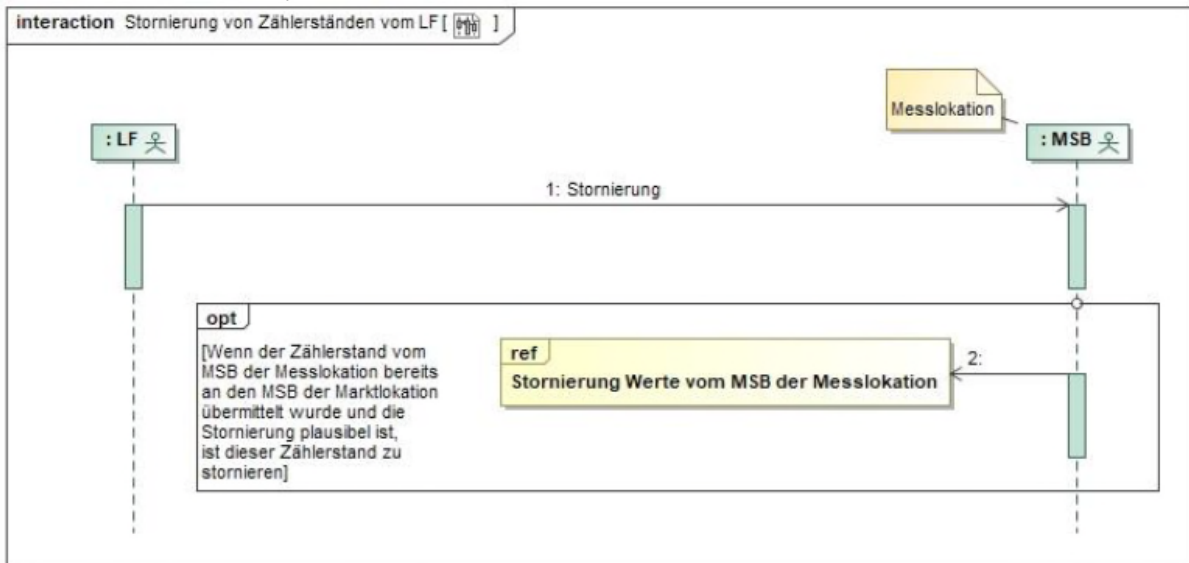 interaction Stornierung von Zählerständen vom LF [ ]
Messlokation
: LF
: MSB
1: Stornierung
opt
[Wenn der Zählerstand vom
MSB der Messlokation bereits
an den MSB der Marktlokation
übermittelt wurde und die
Stornierung plausibel ist,
ist dieser Zählerstand zu
stornieren]
ref
Stornierung Werte vom MSB der Messlokation
2: